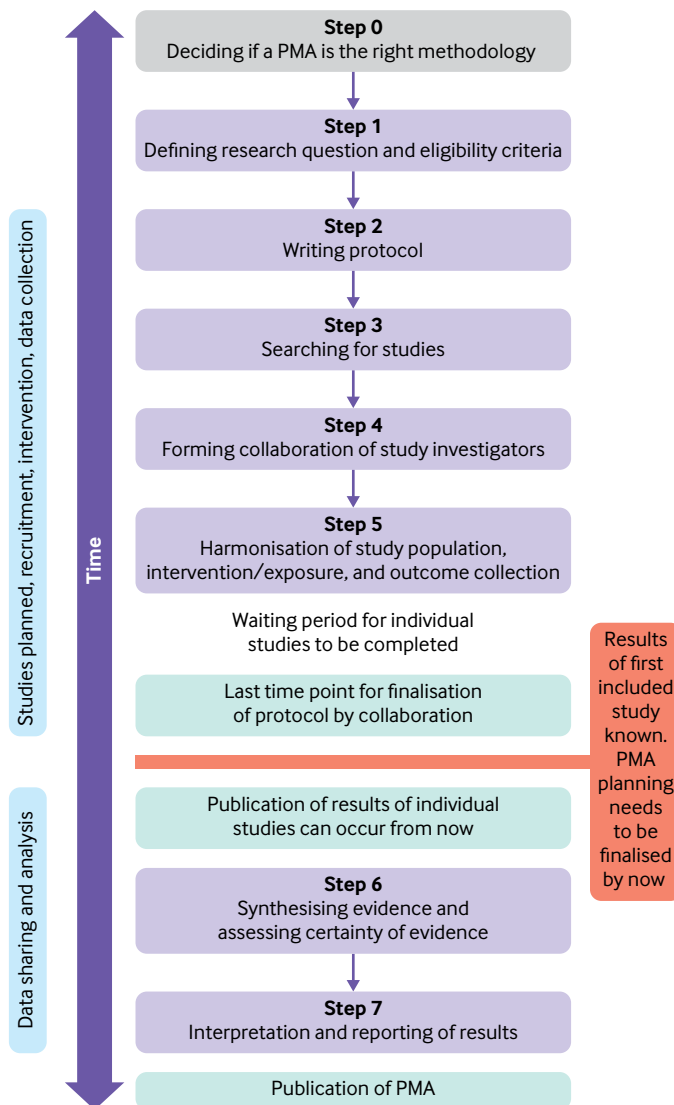 Step 0
Deciding if a PMA is the right methodology
Step 1
Defining research question and eligibility criteria
Step 2
Writing protocol
Step 3
Searching for studies
Step 4
Forming collaboration of study investigators
Step 5
Harmonisation of study population,
intervention/exposure, and outcome collection
Waiting period for individual
studies to be completed
Last time point for finalisation
of protocol by collaboration
Publication of results of individual
studies can occur from now
Step 6
Synthesising evidence and
assessing certainty of evidence
Step 7
Interpretation and reporting of results
Publication of PMA
Time
Studies planned, recruitment, intervention, data collection
Data sharing and analysis
Results
of first
included
study
known.
PMA
planning
needs
to be
finalised
by now